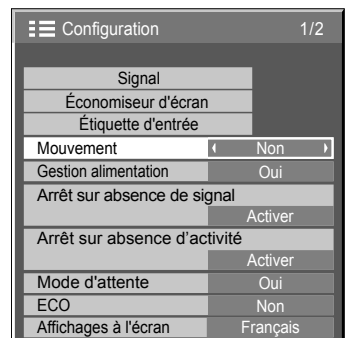 Configuration 1/2
Signal
Économiseur d'écran
Étiquette d'entrée
Mouvement Non
Gestion alimentation Oui
Arrêt sur absence de signal
Activer
Arrêt sur absence d'activité
Activer
Mode d'attente Oui
ECO Non
Affichages à l'écran Français